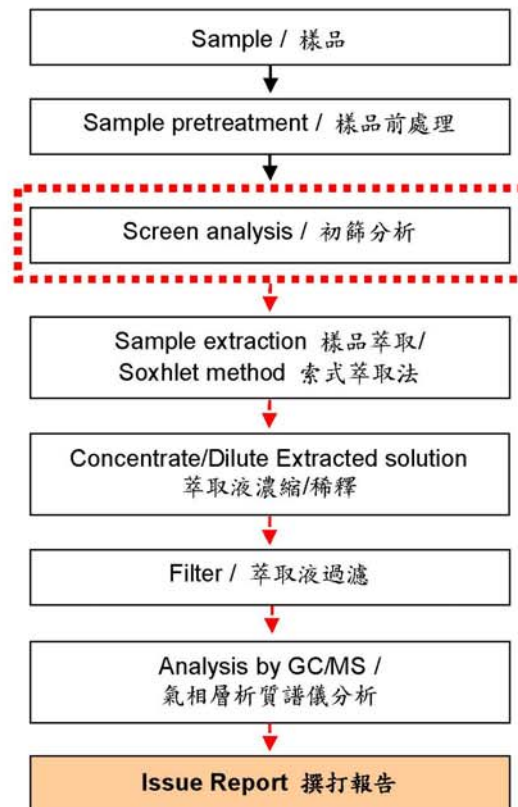 Sample / 樣品
Sample pretreatment / 樣品前處理
Screen analysis / 初篩分析
Sample extraction 樣品萃取/
Soxhlet method 索式萃取法
Concentrate/Dilute Extracted solution
萃取液濃縮/稀釋
Filter / 萃取液過濾
Analysis by GC/MS /
氣相層析質譜儀分析
Issue Report 撰打報告